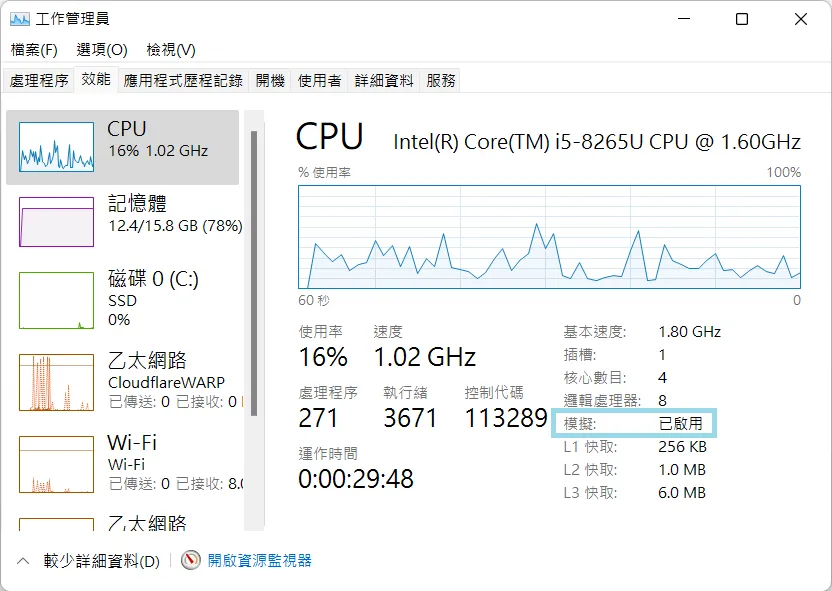 工作管理員
檔案(F) 選項(O) 檢視(V)
處理程序 效能 應用程式歷程記錄 開機 使用者 詳細資料 服務
CPU
16% 1.02 GHz
記憶體
12.4/15.8 GB (78%)
磁碟 0 (C:)
SSD
0%
乙太網路
CloudflareWARP
已傳送: 0 已接收: 0
Wi-Fi
Wi-Fi
已傳送: 0 已接收: 8.0
乙太網路
CPU Intel(R) Core(TM) i5-8265U CPU @ 1.60GHz
% 使用率 100%
60 秒 0
使用率 速度
16% 1.02 GHz
處理程序 執行緒 控制代碼
271 3671 113289
運作時間
0:00:29:48
基本速度: 1.80 GHz
插槽: 1
核心數目: 4
邏輯處理器: 8
模擬: 已啟用
L1 快取: 256 KB
L2 快取: 1.0 MB
L3 快取: 6.0 MB
較少詳細資料(D) 開啟資源監視器